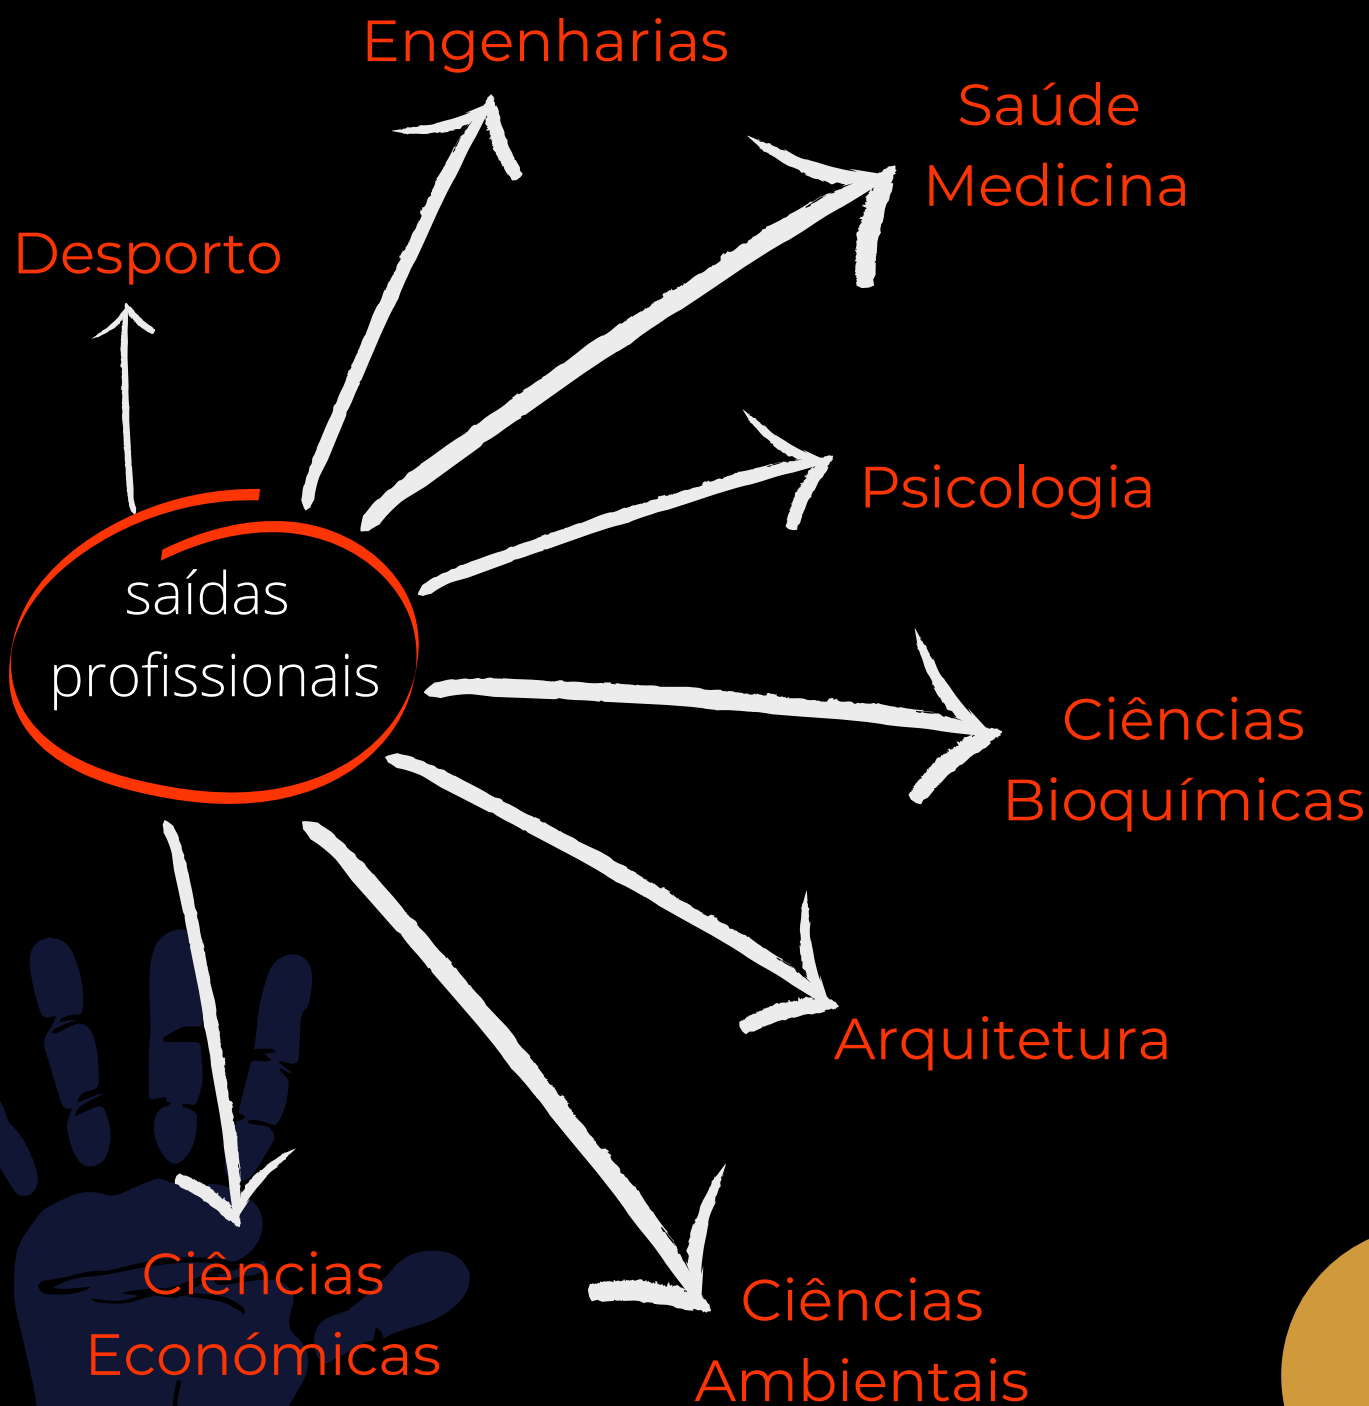 Engenharias
Saúde
Medicina
Desporto
Psicologia
saídas
profissionais
Ciências
Bioquímicas
Arquitetura
Ciências
Económicas
Ciências
Ambientais